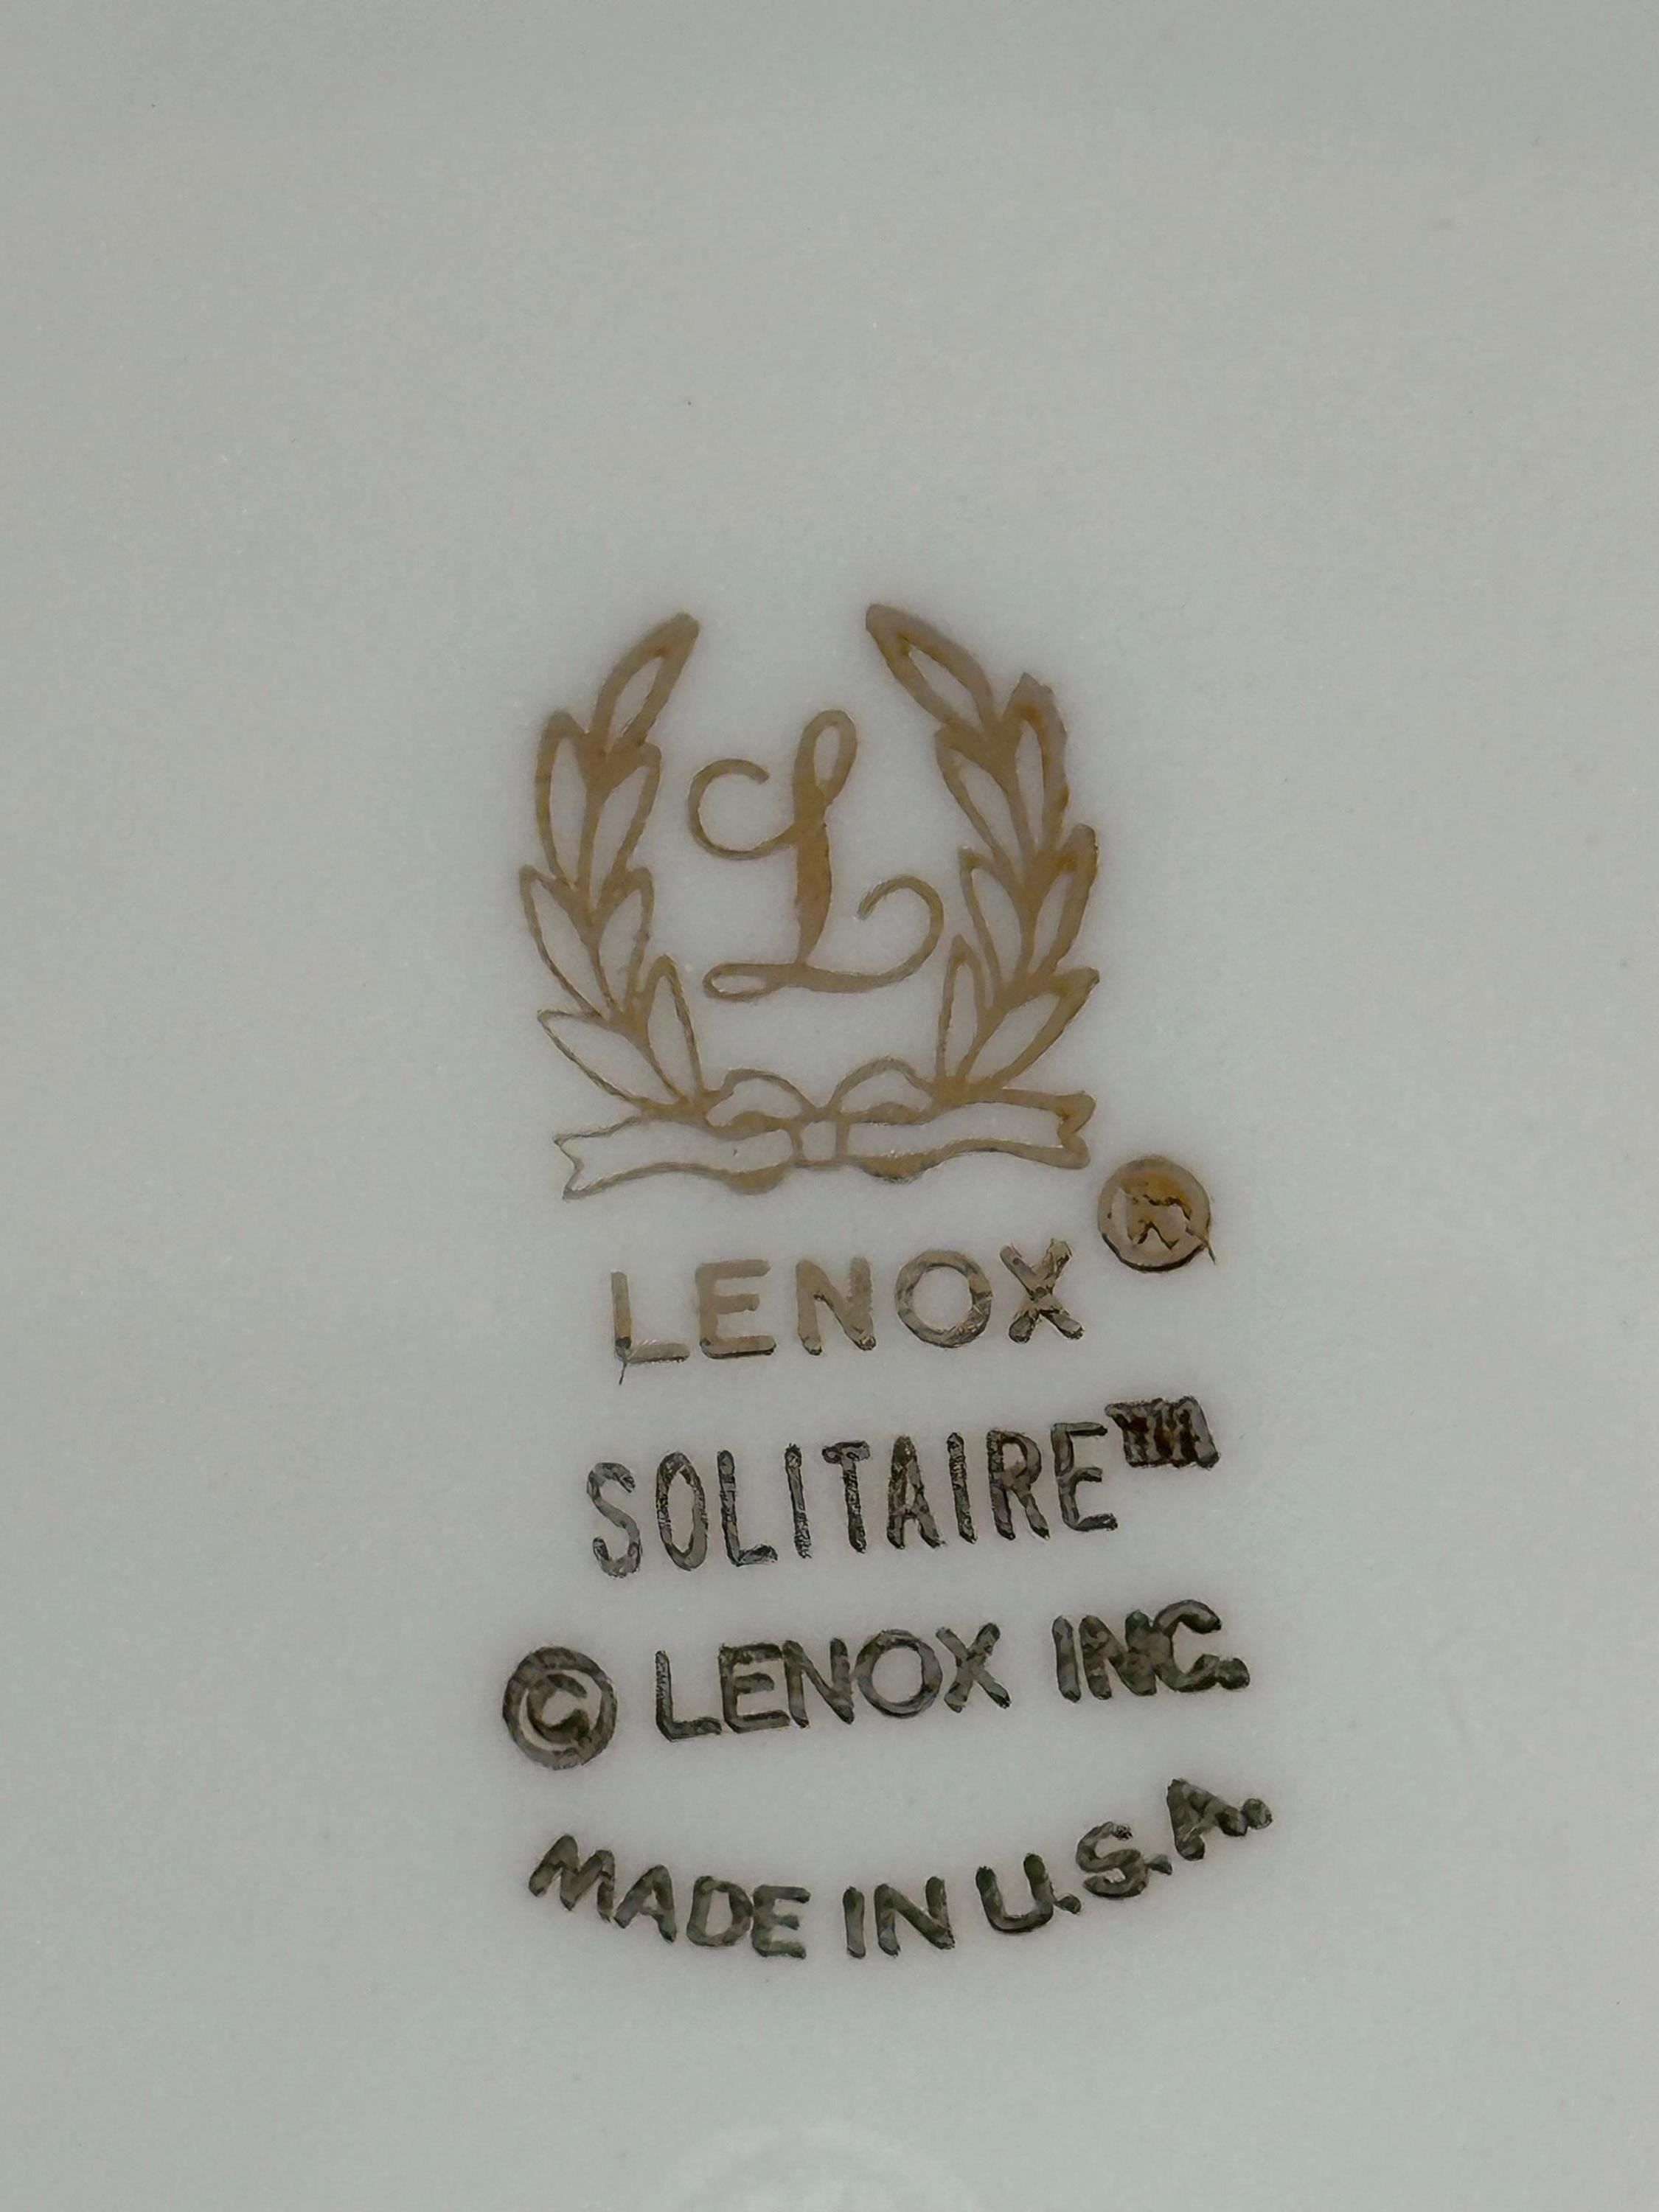 L
LENOX®
SOLITAIRE™
© LENOX INC.
MADE IN U.S.A.